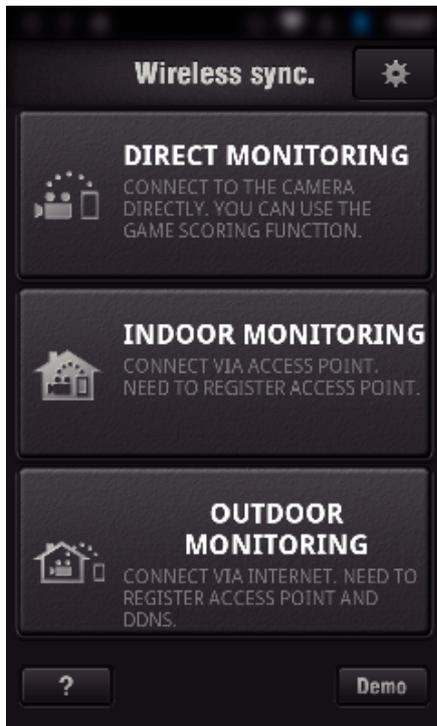 Wireless sync.
DIRECT MONITORING
CONNECT TO THE CAMERA
DIRECTLY. YOU CAN USE THE
GAME SCORING FUNCTION.
INDOOR MONITORING
CONNECT VIA ACCESS POINT.
NEED TO REGISTER ACCESS POINT.
OUTDOOR
MONITORING
CONNECT VIA INTERNET. NEED TO
REGISTER ACCESS POINT AND
DDNS.
?
Demo